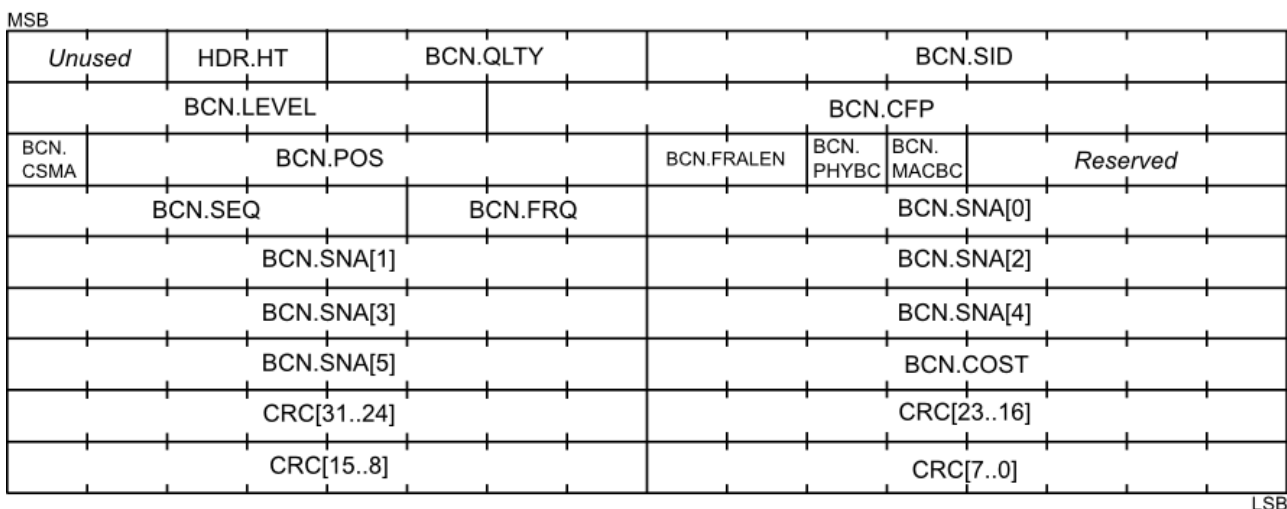 MSB
Unused HDR.HT BCN.QLTY BCN.SID
BCN.LEVEL BCN.CFP
BCN. CSMA BCN.POS BCN.FRALEN BCN. PHYBC BCN. MACBC Reserved
BCN.SEQ BCN.FRQ BCN.SNA[0]
BCN.SNA[1] BCN.SNA[2]
BCN.SNA[3] BCN.SNA[4]
BCN.SNA[5] BCN.COST
CRC[31..24] CRC[23..16]
CRC[15..8] CRC[7..0]
LSB